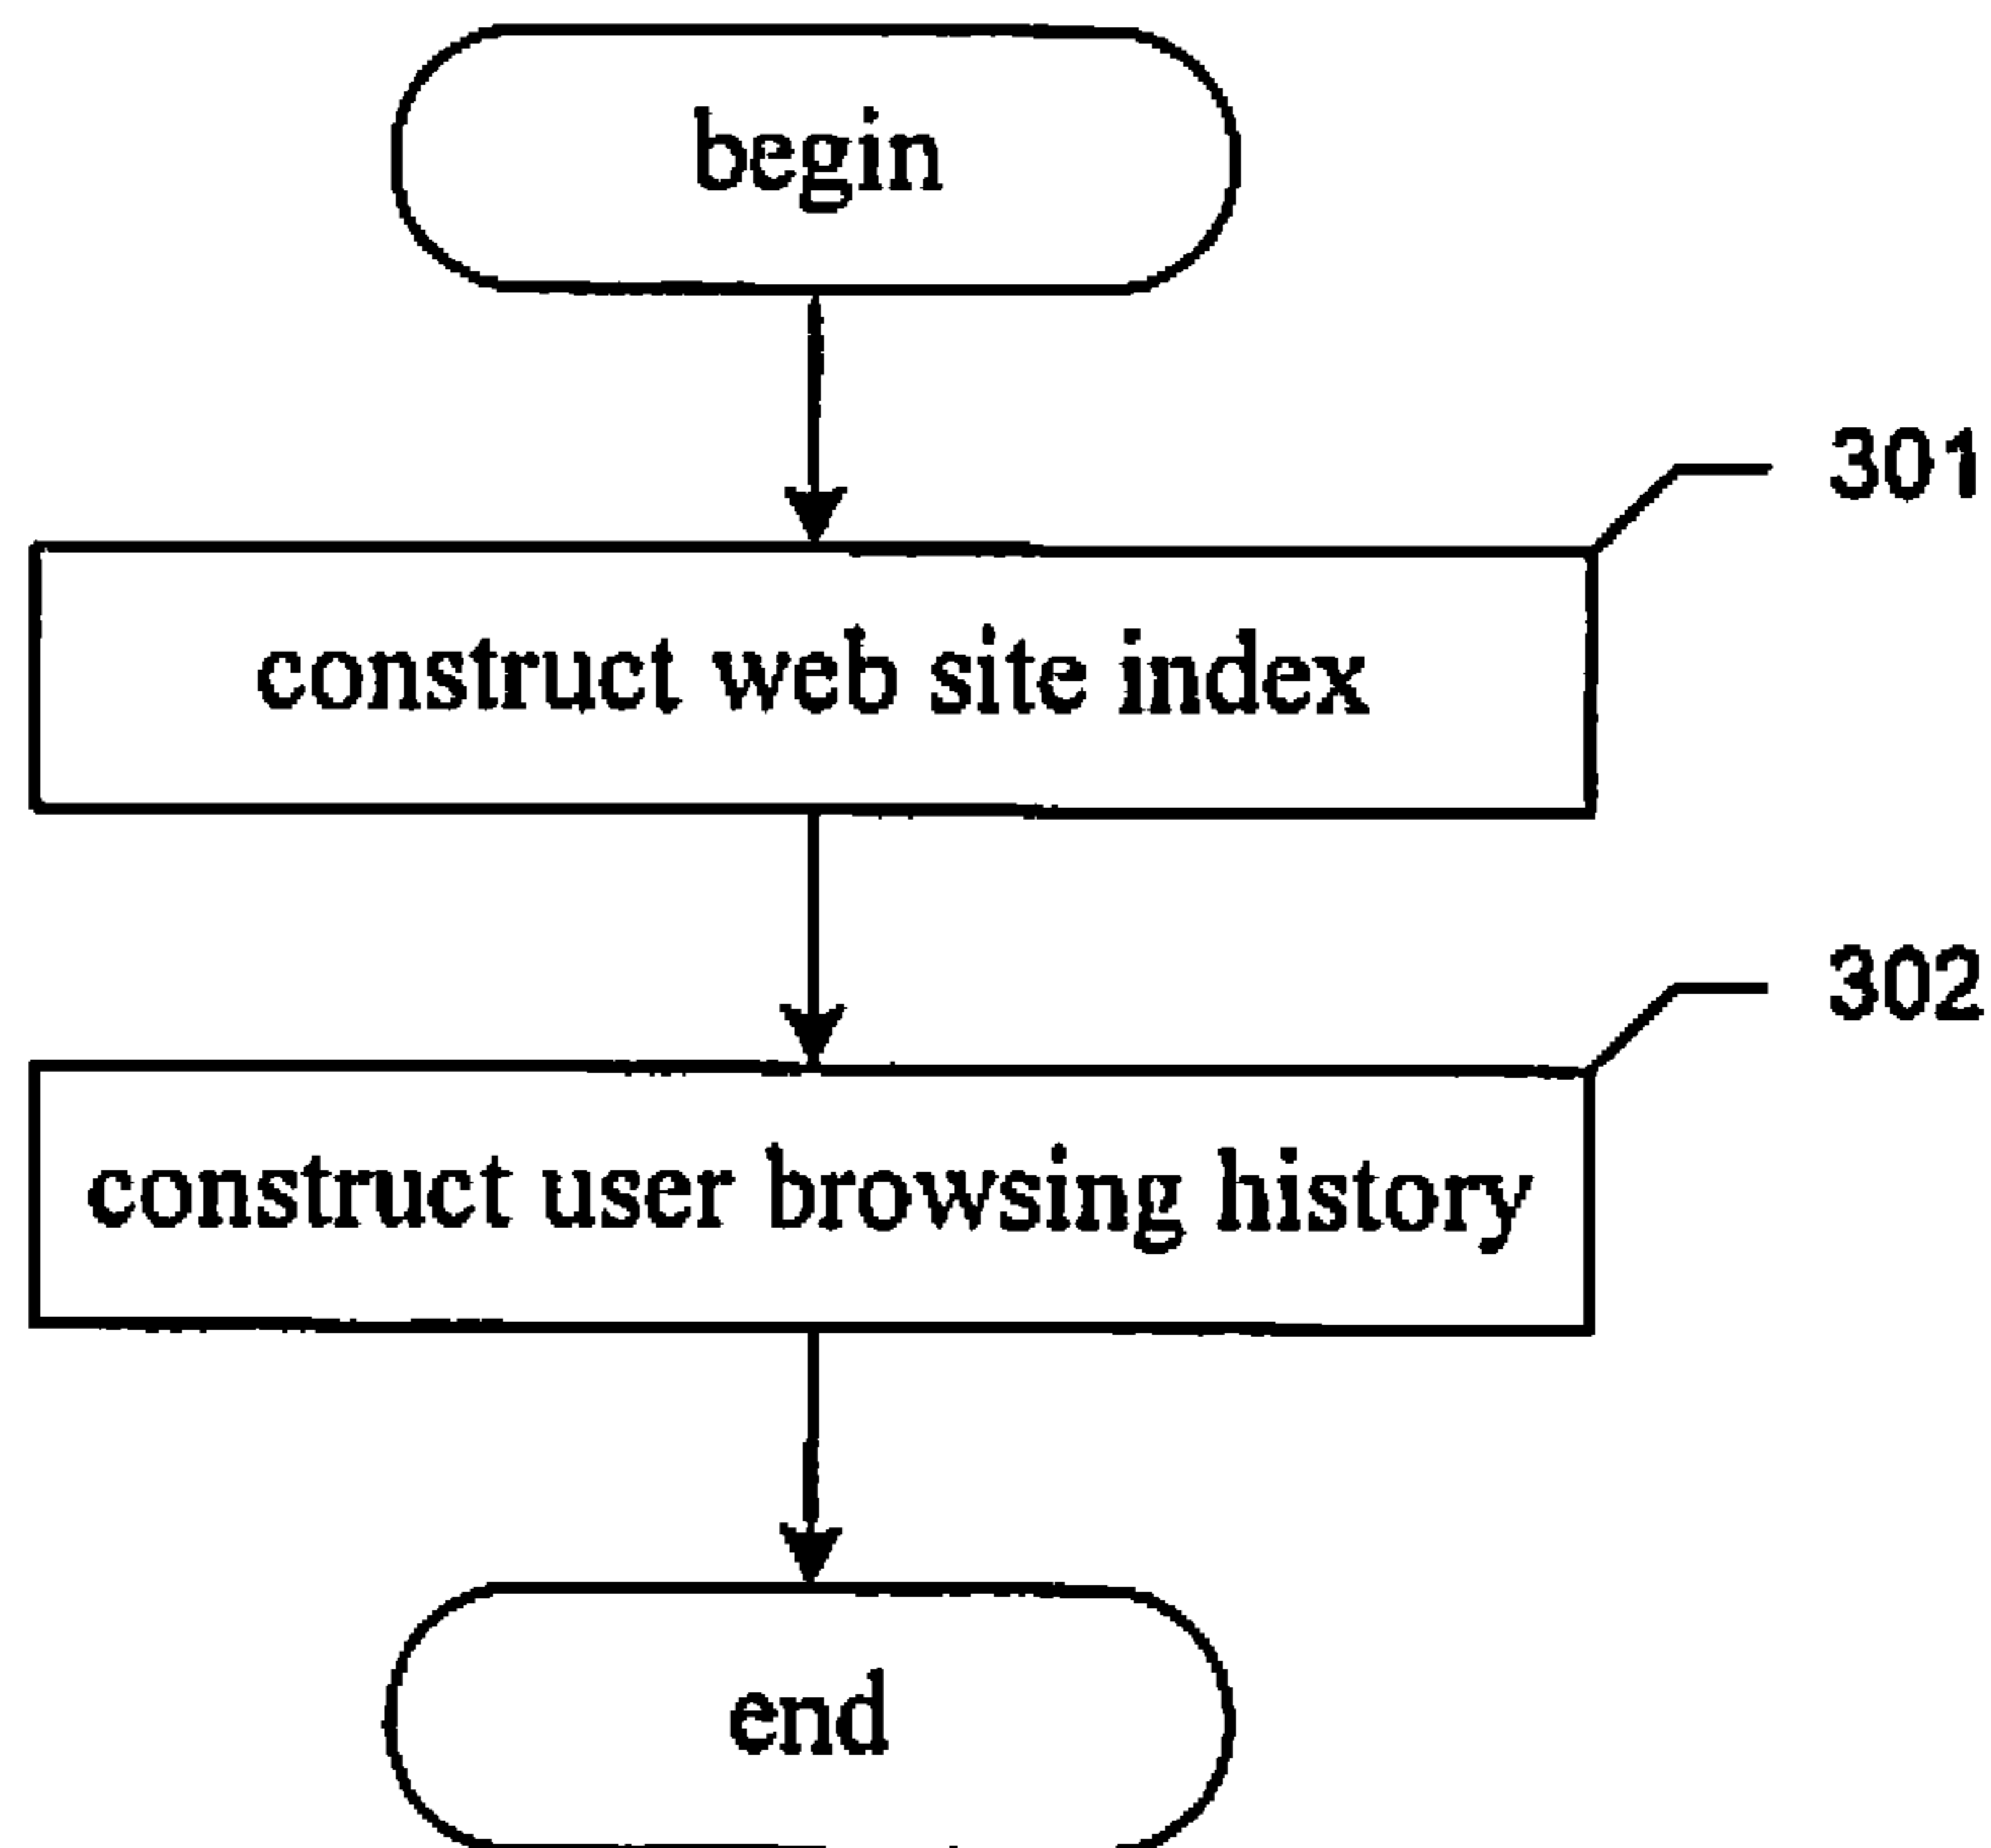 begin
301
construct web site index
302
construct user browsing history
end